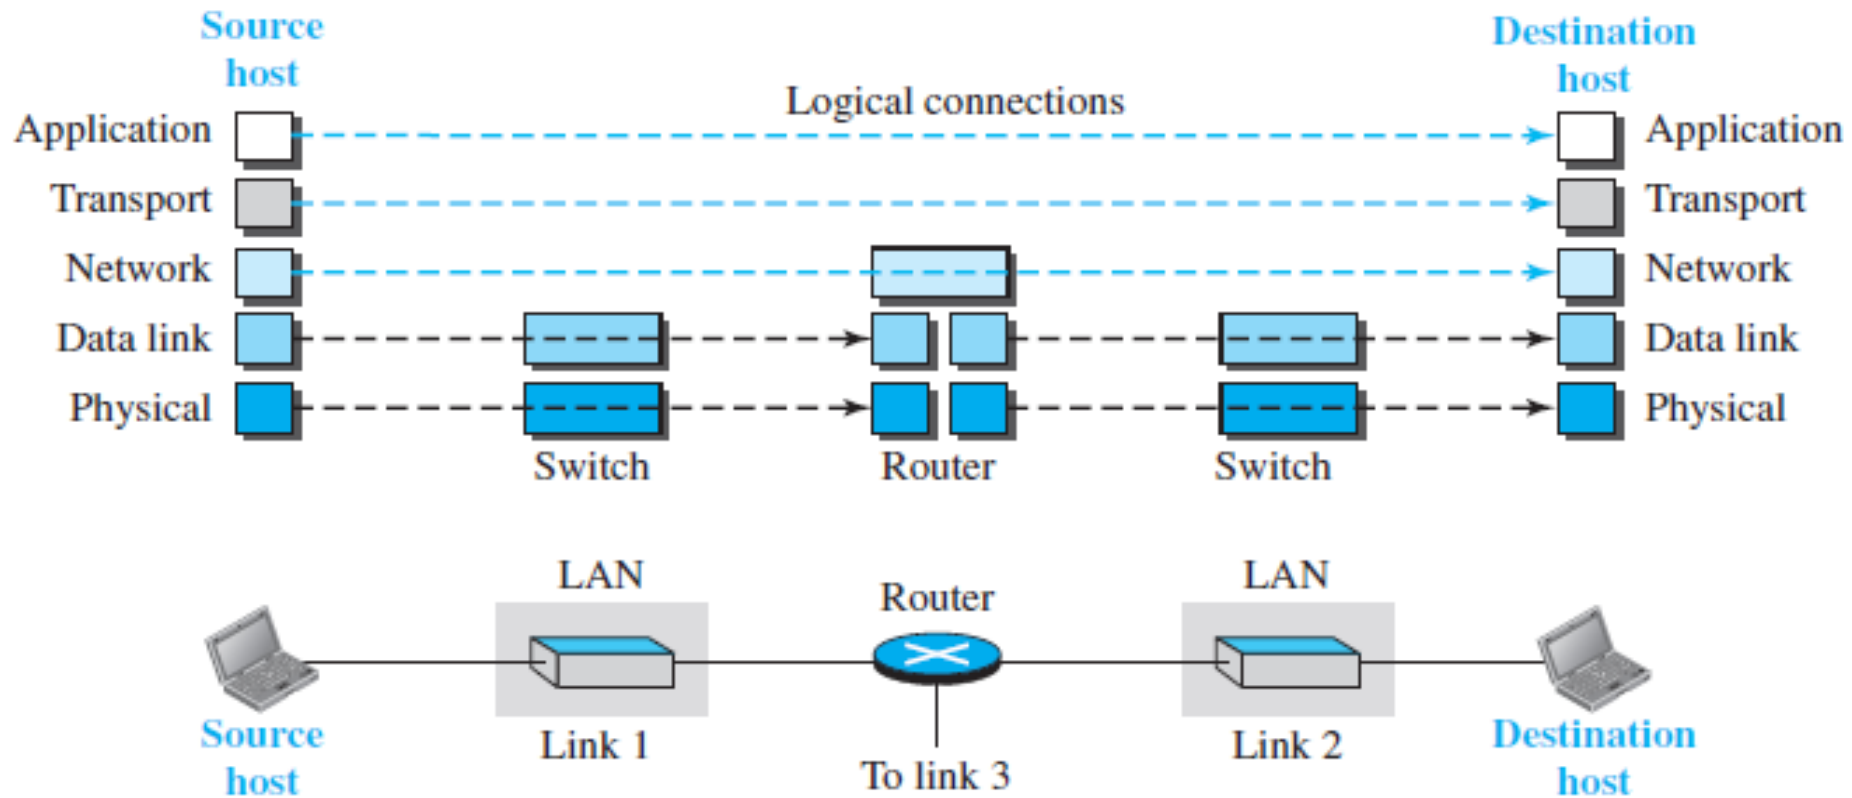 Source
host
Destination
host
Logical connections
Application
Application
Transport
Transport
Network
Network
Data link
Data link
Physical
Physical
Switch
Router
Switch
LAN
Router
LAN
Source
host
Link 1
To link 3
Link 2
Destination
host